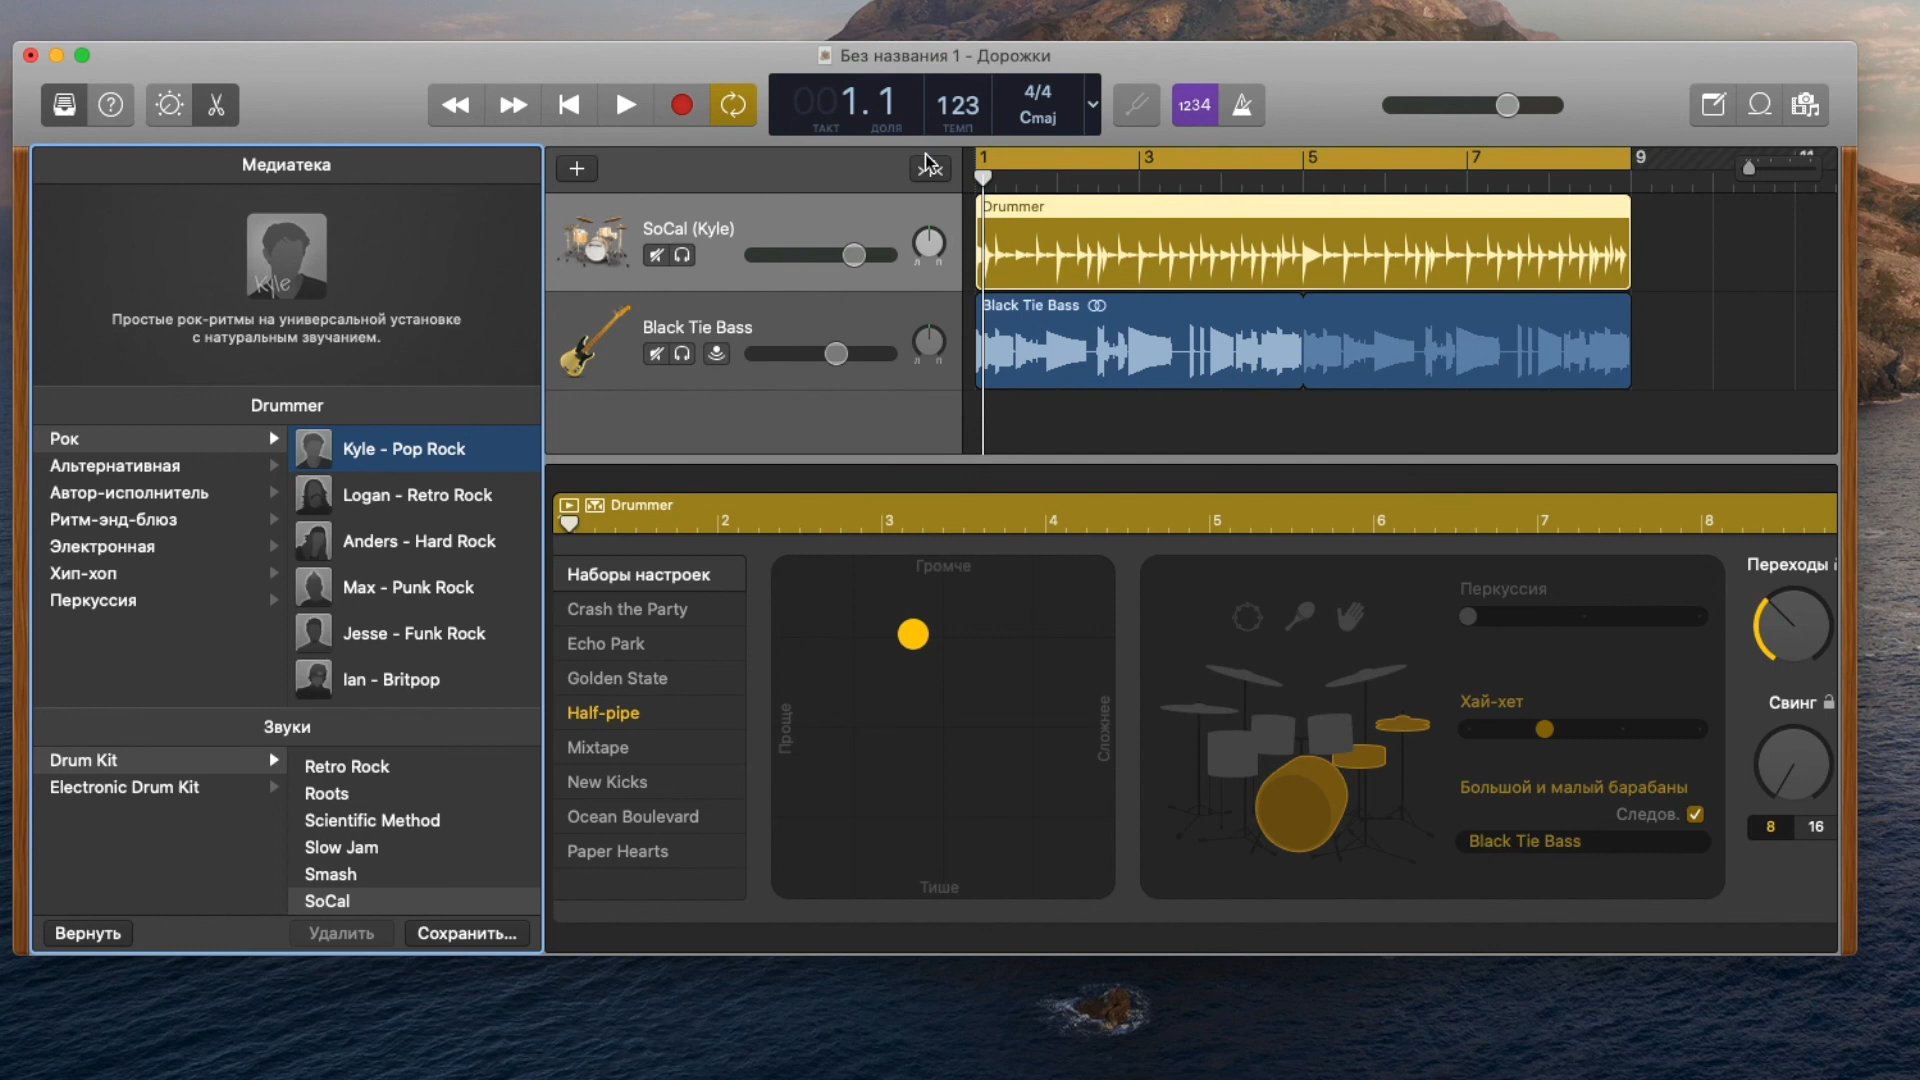 Без названия 1 - Дорожки
001.1
ТАКТ ДОЛЯ
123
ТЕМП
4/4
Cmaj
1234
Медиатека
Kyle
Простые рок-ритмы на универсальной установке
с натуральным звучанием.
Drummer
Рок
Альтернативная
Автор-исполнитель
Ритм-энд-блюз
Электронная
Хип-хоп
Перкуссия
Kyle - Pop Rock
Logan - Retro Rock
Anders - Hard Rock
Max - Punk Rock
Jesse - Funk Rock
Ian - Britpop
Звуки
Drum Kit
Electronic Drum Kit
Retro Rock
Roots
Scientific Method
Slow Jam
Smash
SoCal
Вернуть
Удалить
Сохранить...
1 3 5 7 9
SoCal (Kyle)
Л П
Black Tie Bass
Л П
Drummer
Black Tie Bass
Drummer
2 3 4 5 6 7 8
Наборы настроек
Crash the Party
Echo Park
Golden State
Half-pipe
Mixtape
New Kicks
Ocean Boulevard
Paper Hearts
Громче
Проще
Сложнее
Тише
Перкуссия
Хай-хет
Большой и малый барабаны
Следов.
Black Tie Bass
Переходы
Свинг
8 16